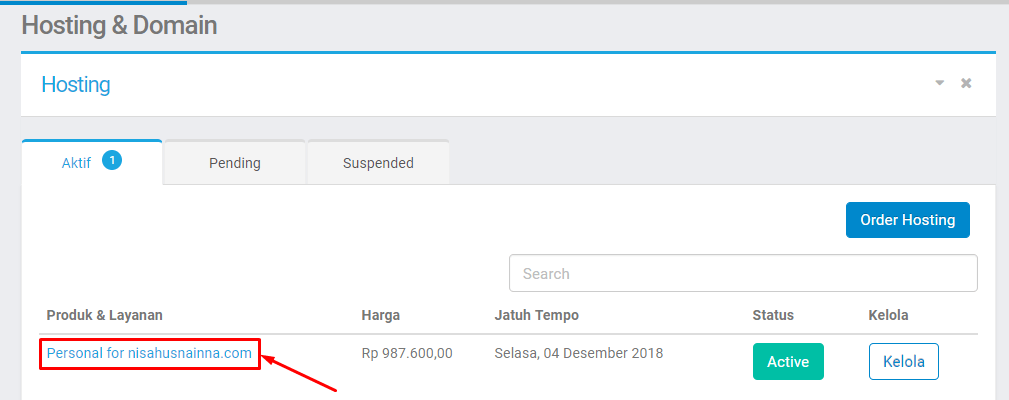 Hosting & Domain
Hosting
Aktif 1 Pending Suspended
Order Hosting
Search
Produk & Layanan Harga Jatuh Tempo Status Kelola
Personal for nisahusnainna.com Rp 987.600,00 Selasa, 04 Desember 2018 Active Kelola